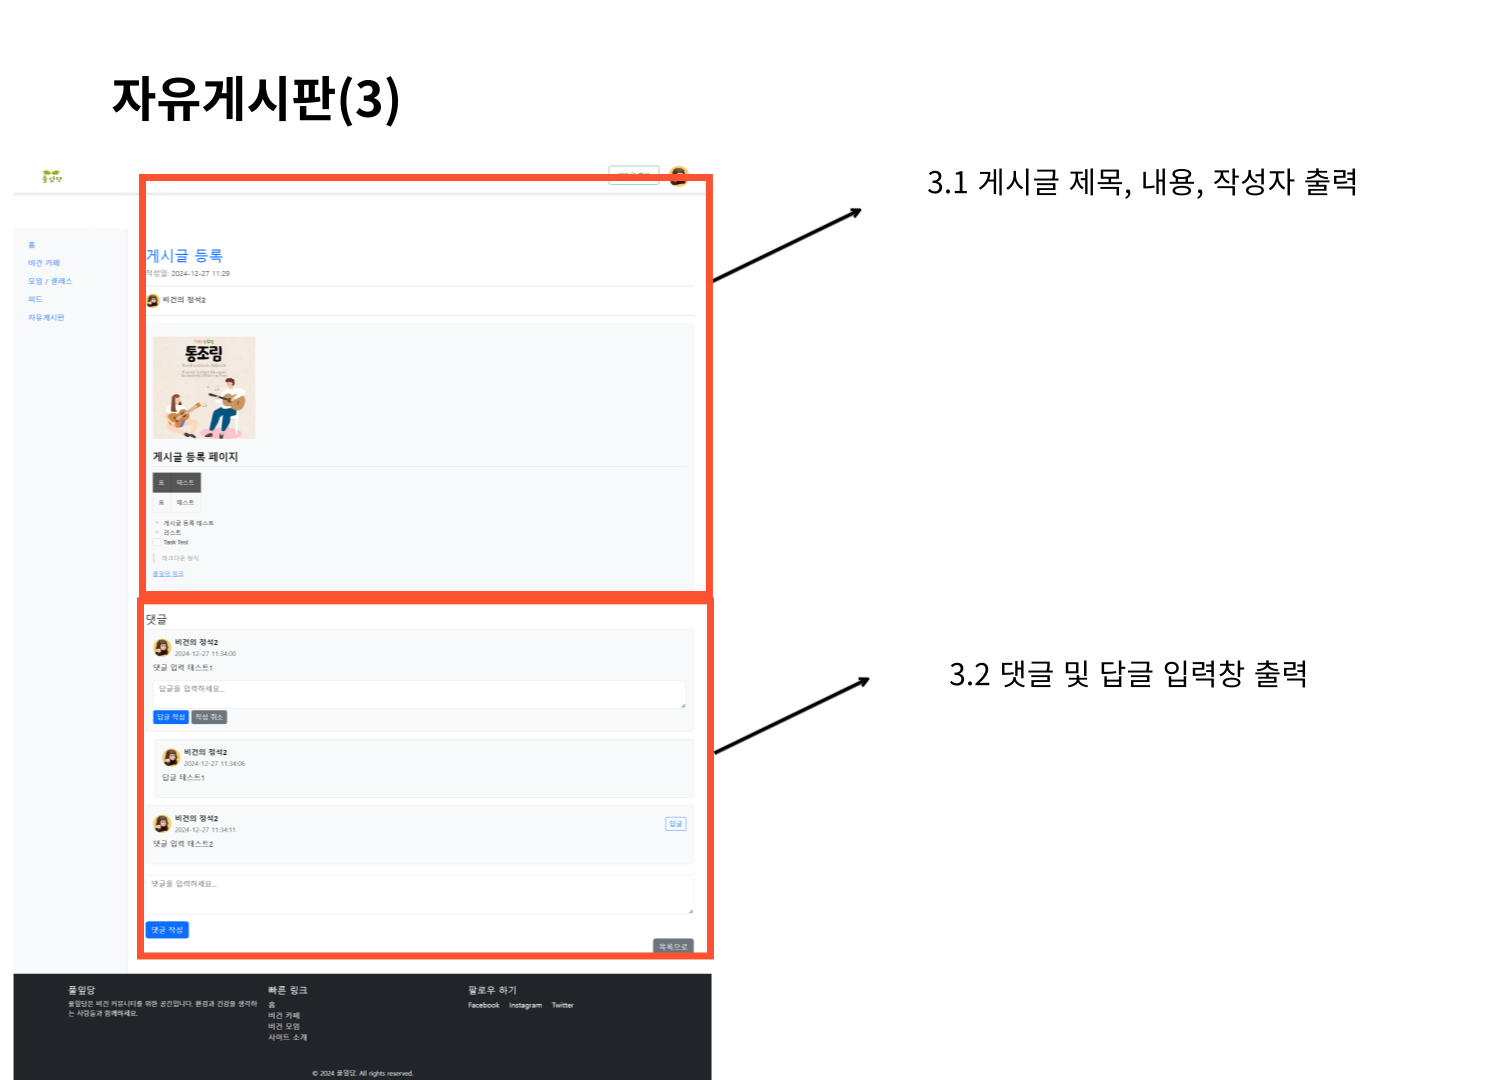 자유게시판(3)
풀잎당
3.1 게시글 제목, 내용, 작성자 출력
홈
비건 카페
모임 / 클래스
피드
자유게시판
게시글 등록
작성일: 2024-12-27 11:29
비건의 정석2
통조림
게시글 등록 페이지
표 테스트
표 테스트
게시글 등록 테스트
리스트
Task Test
마크다운 형식
풀잎당 링크
댓글
비건의 정석2
2024-12-27 11:34:00
댓글 입력 테스트1
답글을 입력하세요...
답글 작성 작성 취소
3.2 댓글 및 답글 입력창 출력
비건의 정석2
2024-12-27 11:34:06
답글 테스트1
비건의 정석2
2024-12-27 11:34:11
답글
댓글 입력 테스트2
댓글을 입력하세요...
댓글 작성
목록으로
풀잎당
풀잎당은 비건 커뮤니티를 위한 공간입니다. 환경과 건강을 생각하
는 사람들과 함께하세요.
빠른 링크
홈
비건 카페
비건 모임
사이트 소개
팔로우 하기
Facebook Instagram Twitter
© 2024 풀잎당. All rights reserved.